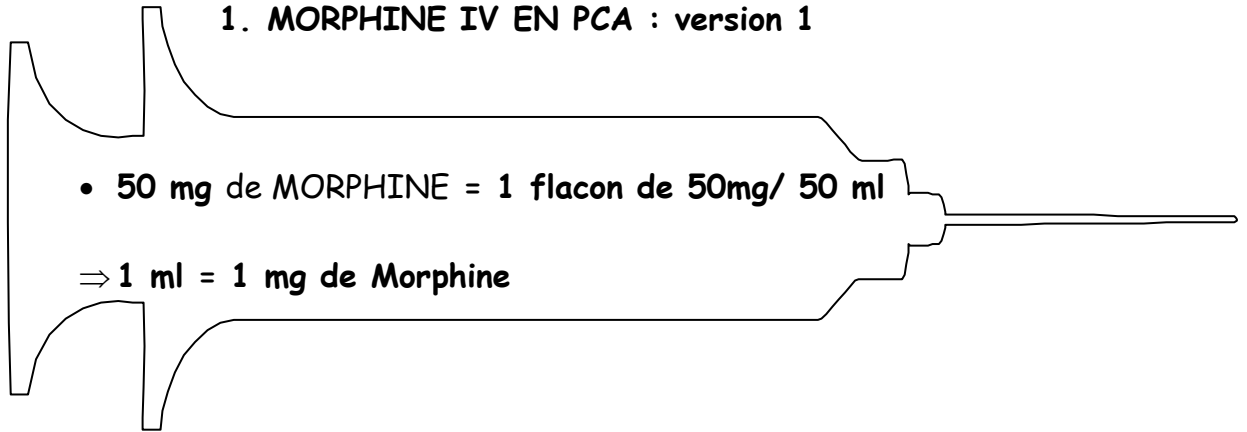 1. MORPHINE IV EN PCA : version 1
• 50 mg de MORPHINE = 1 flacon de 50mg/ 50 ml
⇒ 1 ml = 1 mg de Morphine